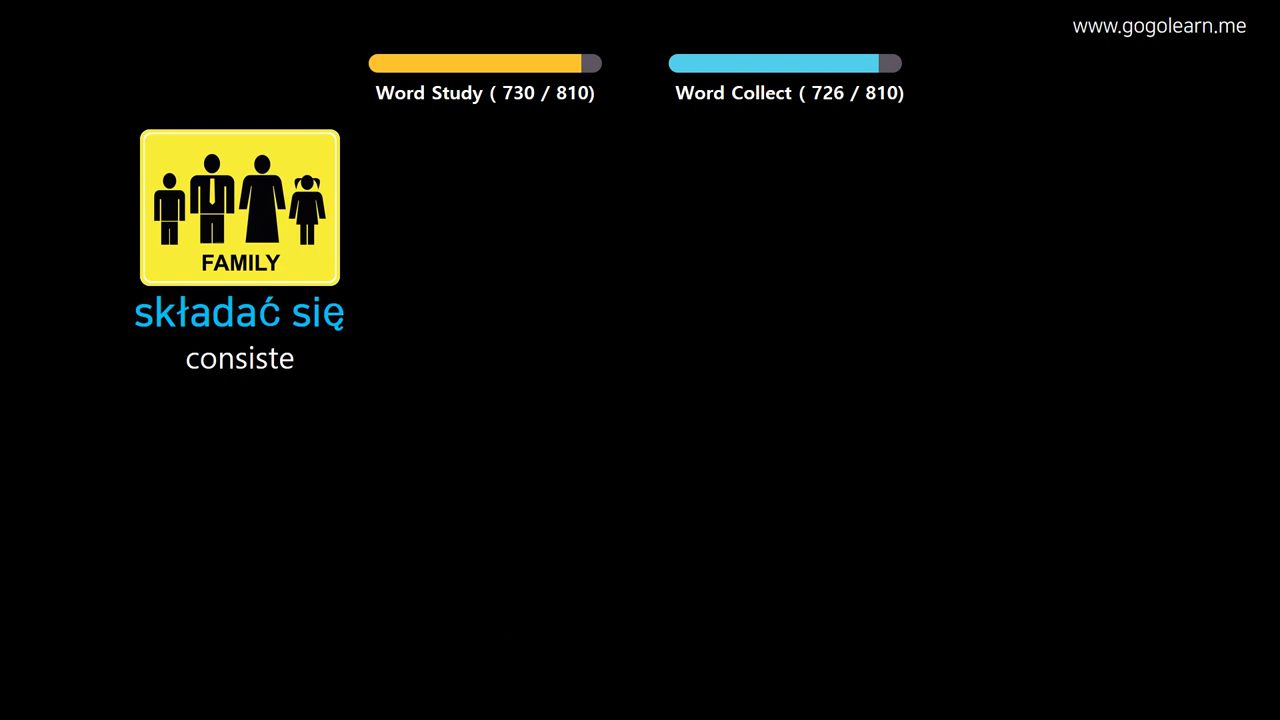 www.gogolearn.me
Word Study ( 730 / 810)
Word Collect ( 726 / 810)
FAMILY
składać się
consiste